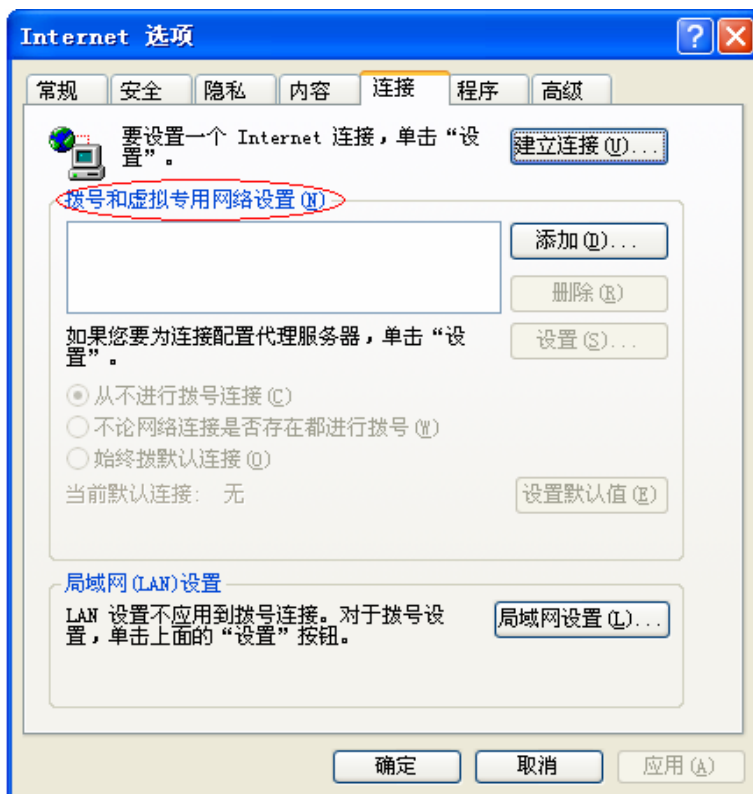 Internet 选项
常规 安全 隐私 内容 连接 程序 高级
要设置一个 Internet 连接，单击“设
置”。
建立连接(U)...
拨号和虚拟专用网络设置(N)
添加(D)...
删除(R)
如果您要为连接配置代理服务器，单击“设
置”。
设置(S)...
从不进行拨号连接(C)
不论网络连接是否存在都进行拨号(W)
始终拨默认连接(O)
当前默认连接: 无
设置默认值(E)
局域网(LAN)设置
LAN 设置不应用到拨号连接。对于拨号设
置，单击上面的“设置”按钮。
局域网设置(L)...
确定 取消 应用(A)